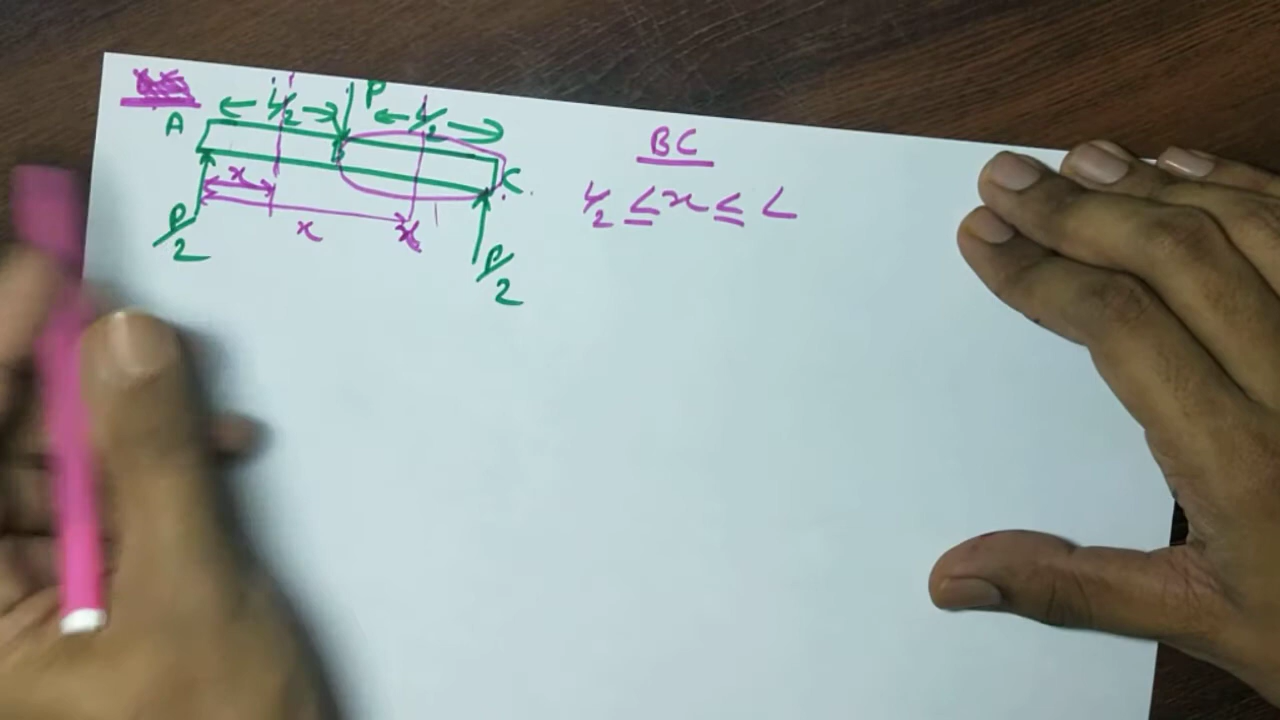 L/2 P L/2
A B C
x
x x
P/2 P/2
BC
L/2 ≤ x ≤ L